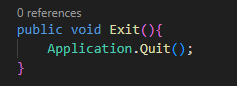 0 references
public void Exit(){
    Application.Quit();
}